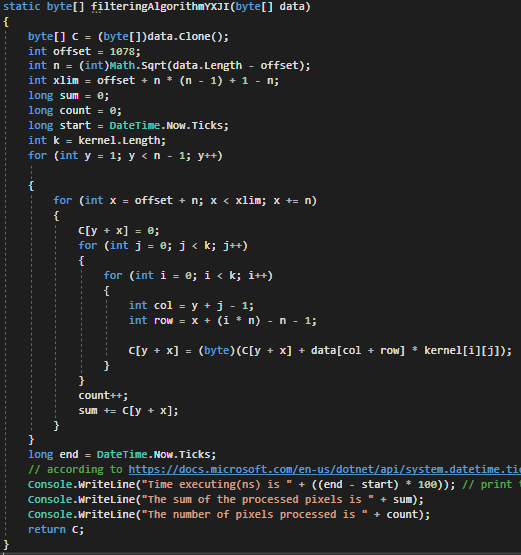 static byte[] filteringAlgorithmYXJI(byte[] data)
{
byte[] C = (byte[])data.Clone();
int offset = 1078;
int n = (int)Math.Sqrt(data.Length - offset);
int xlim = offset + n * (n - 1) + 1 - n;
long sum = 0;
long count = 0;
long start = DateTime.Now.Ticks;
int k = kernel.Length;
for (int y = 1; y < n - 1; y++)
{
for (int x = offset + n; x < xlim; x += n)
{
C[y + x] = 0;
for (int j = 0; j < k; j++)
{
for (int i = 0; i < k; i++)
{
int col = y + j - 1;
int row = x + (i * n) - n - 1;
C[y + x] = (byte)(C[y + x] + data[col + row] * kernel[i][j]);
}
}
count++;
sum += C[y + x];
}
}
long end = DateTime.Now.Ticks;
// according to https://docs.microsoft.com/en-us/dotnet/api/system.datetime.tic
Console.WriteLine("Time executing(ns) is " + ((end - start) * 100)); // print t
Console.WriteLine("The sum of the processed pixels is " + sum);
Console.WriteLine("The number of pixels processed is " + count);
return C;
}